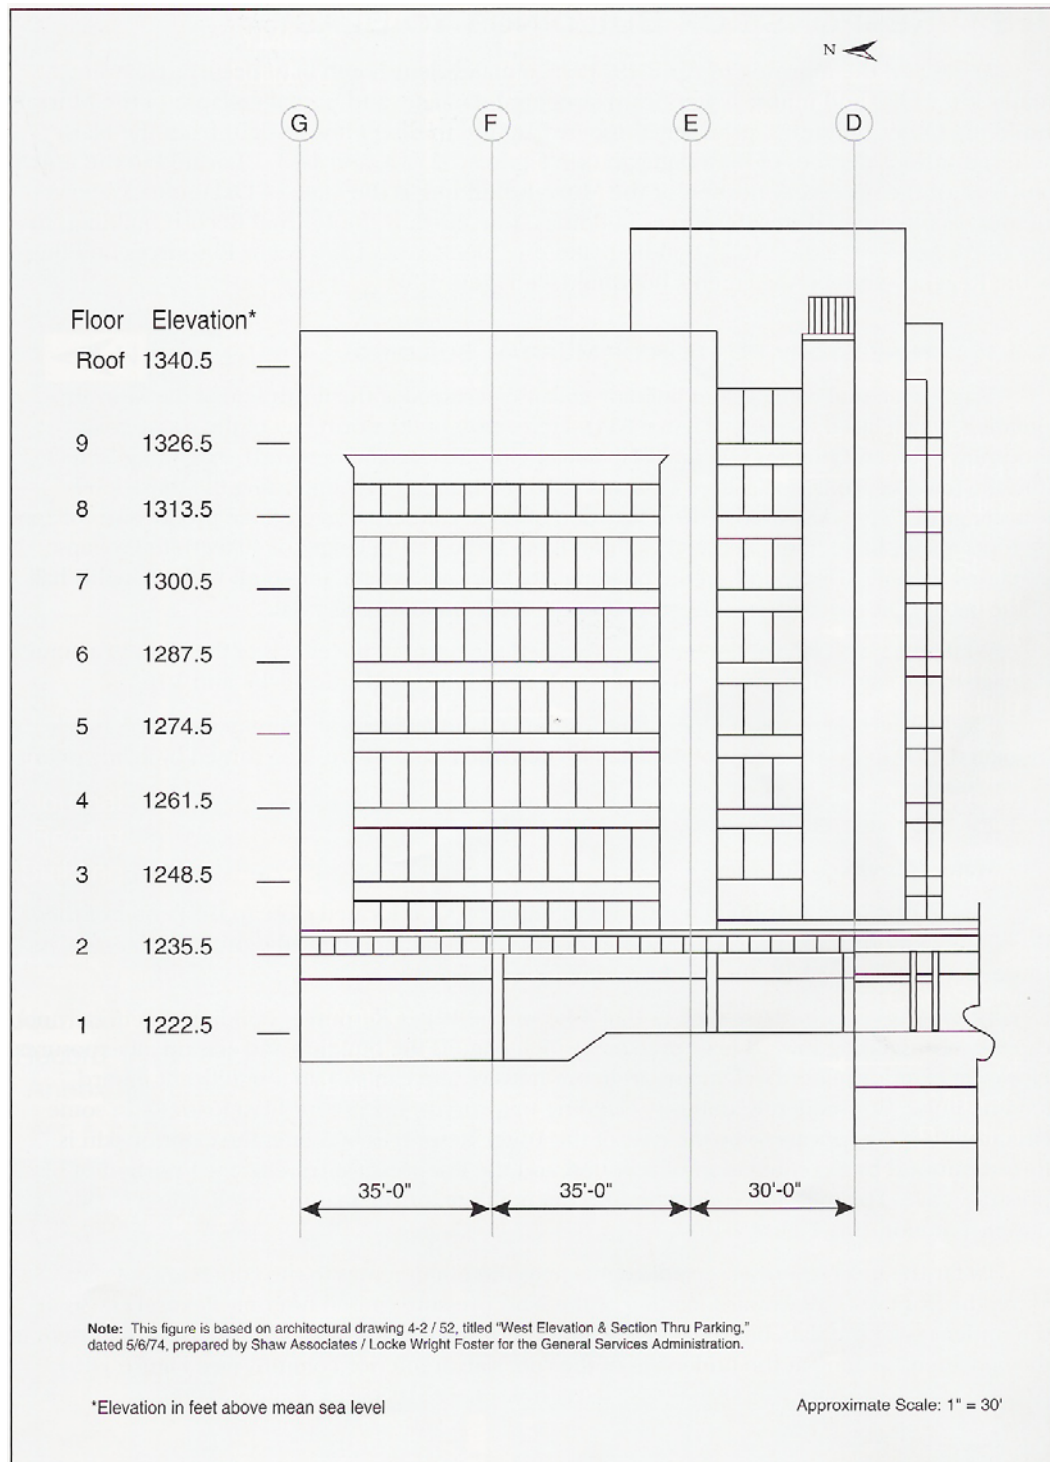 N
G F E D
Floor Elevation*
Roof 1340.5
9 1326.5
8 1313.5
7 1300.5
6 1287.5
5 1274.5
4 1261.5
3 1248.5
2 1235.5
1 1222.5
35'-0" 35'-0" 30'-0"
Note: This figure is based on architectural drawing 4-2 / 52, titled “West Elevation & Section Thru Parking,”
dated 5/6/74, prepared by Shaw Associates / Locke Wright Foster for the General Services Administration.
*Elevation in feet above mean sea level
Approximate Scale: 1" = 30'